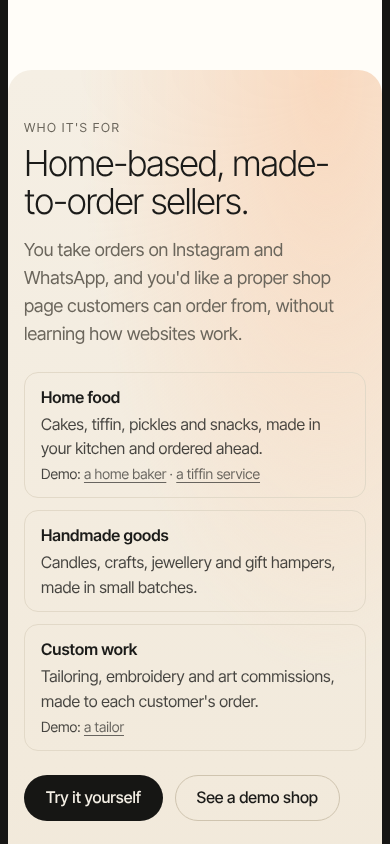 WHO IT'S FOR
Home-based, made-
to-order sellers.
You take orders on Instagram and
WhatsApp, and you'd like a proper shop
page customers can order from, without
learning how websites work.
Home food
Cakes, tiffin, pickles and snacks, made in
your kitchen and ordered ahead.
Demo: a home baker · a tiffin service
Handmade goods
Candles, crafts, jewellery and gift hampers,
made in small batches.
Custom work
Tailoring, embroidery and art commissions,
made to each customer's order.
Demo: a tailor
Try it yourself See a demo shop